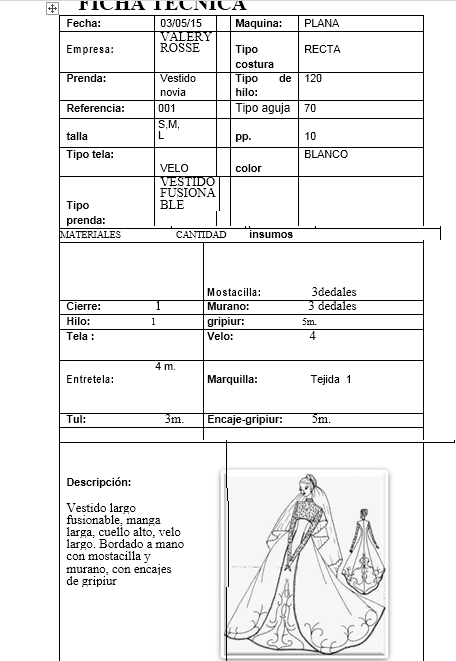 FICHA TECNICA
Fecha: 03/05/15 Maquina: PLANA
Empresa: VALERY ROSSE Tipo costura RECTA
Prenda: Vestido novia Tipo de hilo: 120
Referencia: 001 Tipo aguja 70
talla S,M, L pp. 10
Tipo tela: VELO color BLANCO
Tipo prenda: VESTIDO FUSIONA BLE
MATERIALES CANTIDAD insumos
Mostacilla: 3dedales
Cierre: 1 Murano: 3 dedales
Hilo: 1 gripiur: 5m.
Tela : Velo: 4
4 m.
Entretela: Marquilla: Tejida 1
Tul: 3m. Encaje-gripiur: 5m.
Descripción:
Vestido largo
fusionable, manga
larga, cuello alto, velo
largo. Bordado a mano
con mostacilla y
murano, con encajes
de gripiur